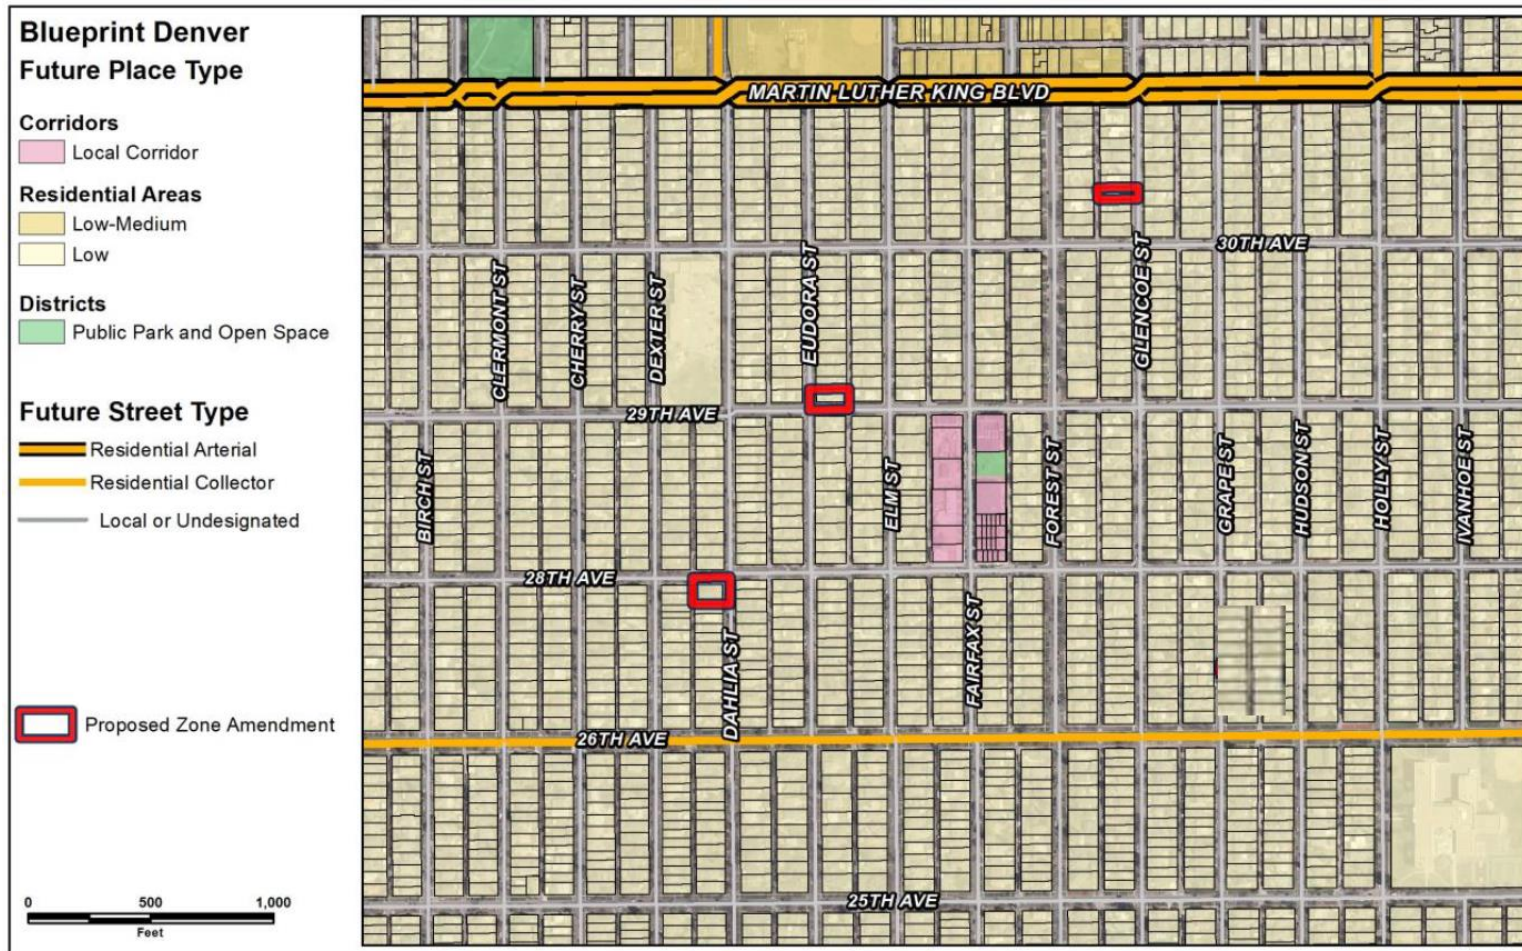 Blueprint Denver
Future Place Type
Corridors
Local Corridor
Residential Areas
Low-Medium
Low
Districts
Public Park and Open Space
Future Street Type
Residential Arterial
Residential Collector
Local or Undesignated
Proposed Zone Amendment
0 500 1,000
Feet
MARTIN LUTHER KING BLVD
30TH AVE
CLERMONT ST
CHERRY ST
DEXTER ST
EUDORA ST
GLENCOE ST
29TH AVE
BIRCH ST
ELM ST
FOREST ST
GRAPE ST
HUDSON ST
HOLLY ST
IVANHOE ST
28TH AVE
DAHLIA ST
FAIRFAX ST
26TH AVE
25TH AVE